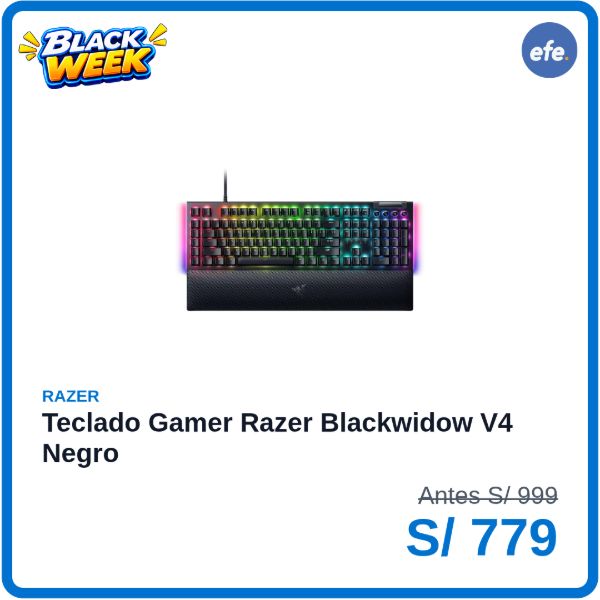 BLACK
WEEK
efe.
RAZER
Teclado Gamer Razer Blackwidow V4
Negro
Antes S/ 999
S/ 779